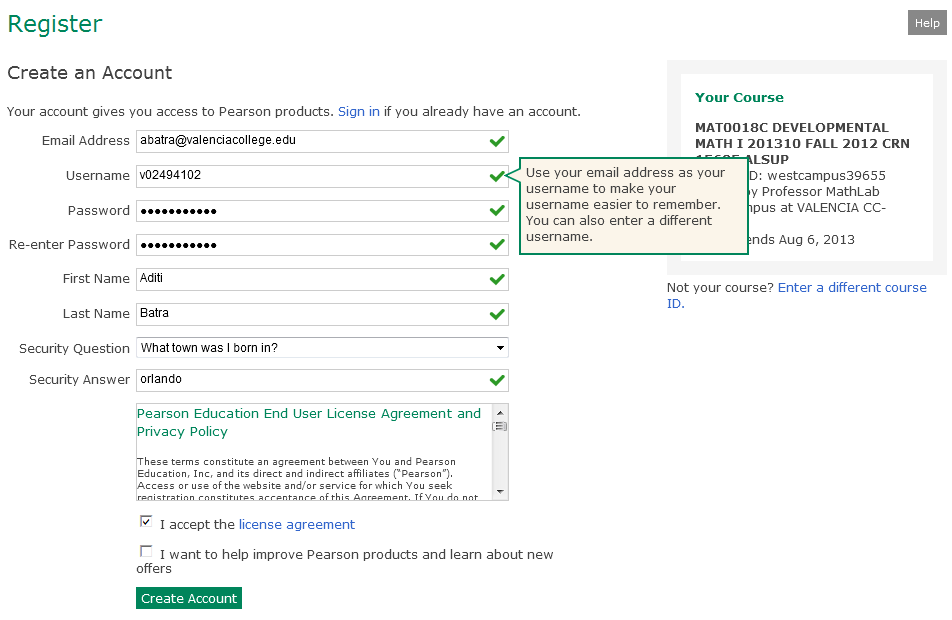 Register
Help
Create an Account
Your account gives you access to Pearson products. Sign in if you already have an account.
Email Address abatra@valenciacollege.edu
Username v02494102
Password ●●●●●●●●●●●
Re-enter Password ●●●●●●●●●●●
First Name Aditi
Last Name Batra
Security Question What town was I born in?
Security Answer orlando
Pearson Education End User License Agreement and
Privacy Policy
These terms constitute an agreement between You and Pearson
Education, Inc, and its direct and indirect affiliates ("Pearson").
Access or use of the website and/or service for which You seek
registration constitutes acceptance of this Agreement. If You do not
I accept the license agreement
I want to help improve Pearson products and learn about new
offers
Create Account
Use your email address as your
username to make your
username easier to remember.
You can also enter a different
username.
Your Course
MAT0018C DEVELOPMENTAL
MATH I 201310 FALL 2012 CRN
ALSUP
westcampus39655
by Professor MathLab
at VALENCIA CC-
Aug 6, 2013
Not your course? Enter a different course
ID.